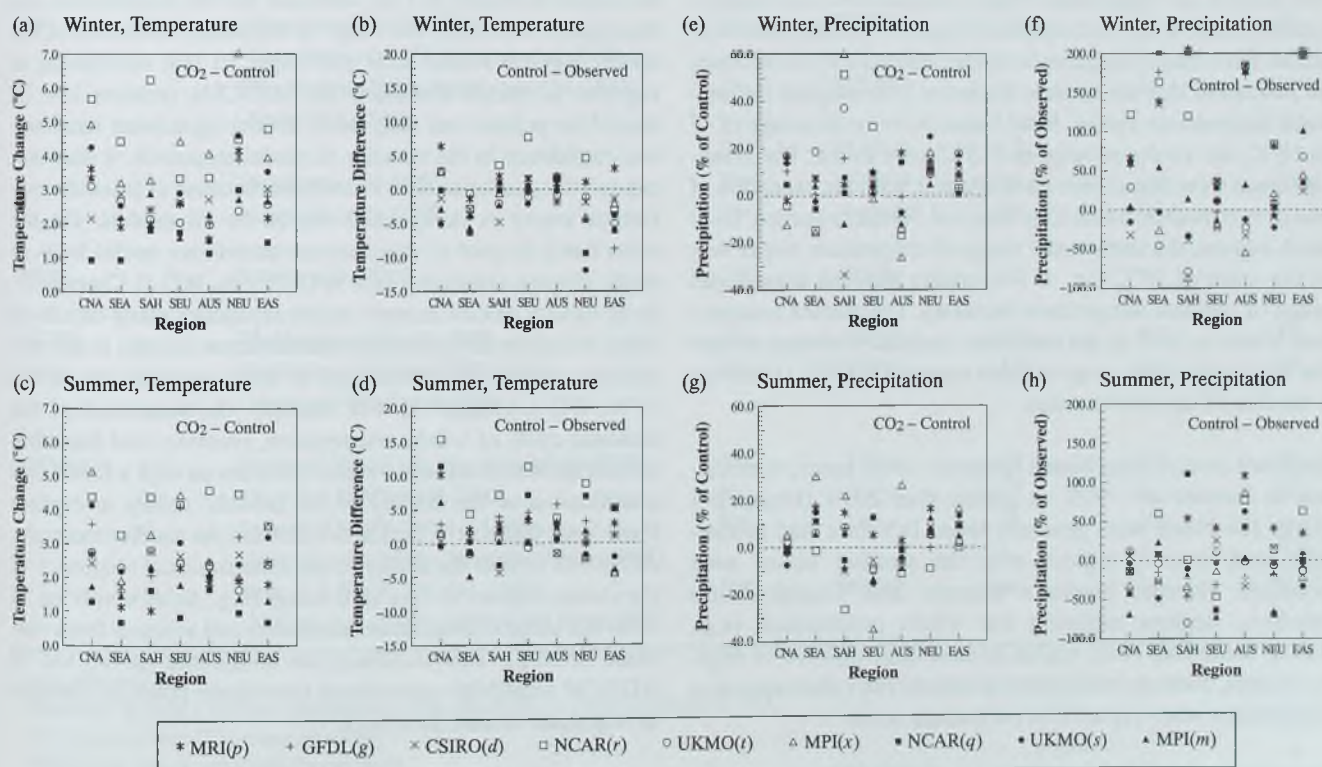 (a) Winter, Temperature
CO2 – Control
Temperature Change (°C)
7.0
6.0
5.0
4.0
3.0
2.0
1.0
0.0
CNA SEA SAH SEU AUS NEU EAS
Region
(b) Winter, Temperature
Control – Observed
Temperature Difference (°C)
20.0
15.0
10.0
5.0
0.0
-5.0
-10.0
-15.0
CNA SEA SAH SEU AUS NEU EAS
Region
(e) Winter, Precipitation
CO2 – Control
Precipitation (% of Control)
60.0
40.0
20.0
0.0
-20.0
-40.0
CNA SEA SAH SEU AUS NEU EAS
Region
(f) Winter, Precipitation
Control – Observed
Precipitation (% of Observed)
200.0
150.0
100.0
50.0
0.0
-50.0
-100.0
CNA SEA SAH SEU AUS NEU EAS
Region
(c) Summer, Temperature
CO2 – Control
Temperature Change (°C)
7.0
6.0
5.0
4.0
3.0
2.0
1.0
0.0
CNA SEA SAH SEU AUS NEU EAS
Region
(d) Summer, Temperature
Control – Observed
Temperature Difference (°C)
20.0
15.0
10.0
5.0
0.0
-5.0
-10.0
-15.0
CNA SEA SAH SEU AUS NEU EAS
Region
(g) Summer, Precipitation
CO2 – Control
Precipitation (% of Control)
60.0
40.0
20.0
0.0
-20.0
-40.0
CNA SEA SAH SEU AUS NEU EAS
Region
(h) Summer, Precipitation
Control – Observed
Precipitation (% of Observed)
200.0
150.0
100.0
50.0
0.0
-50.0
-100.0
CNA SEA SAH SEU AUS NEU EAS
Region
MRI(p) GFDL(g) CSIRO(d) NCAR(r) UKMO(t) MPI(x) NCAR(q) UKMO(s) MPI(m)